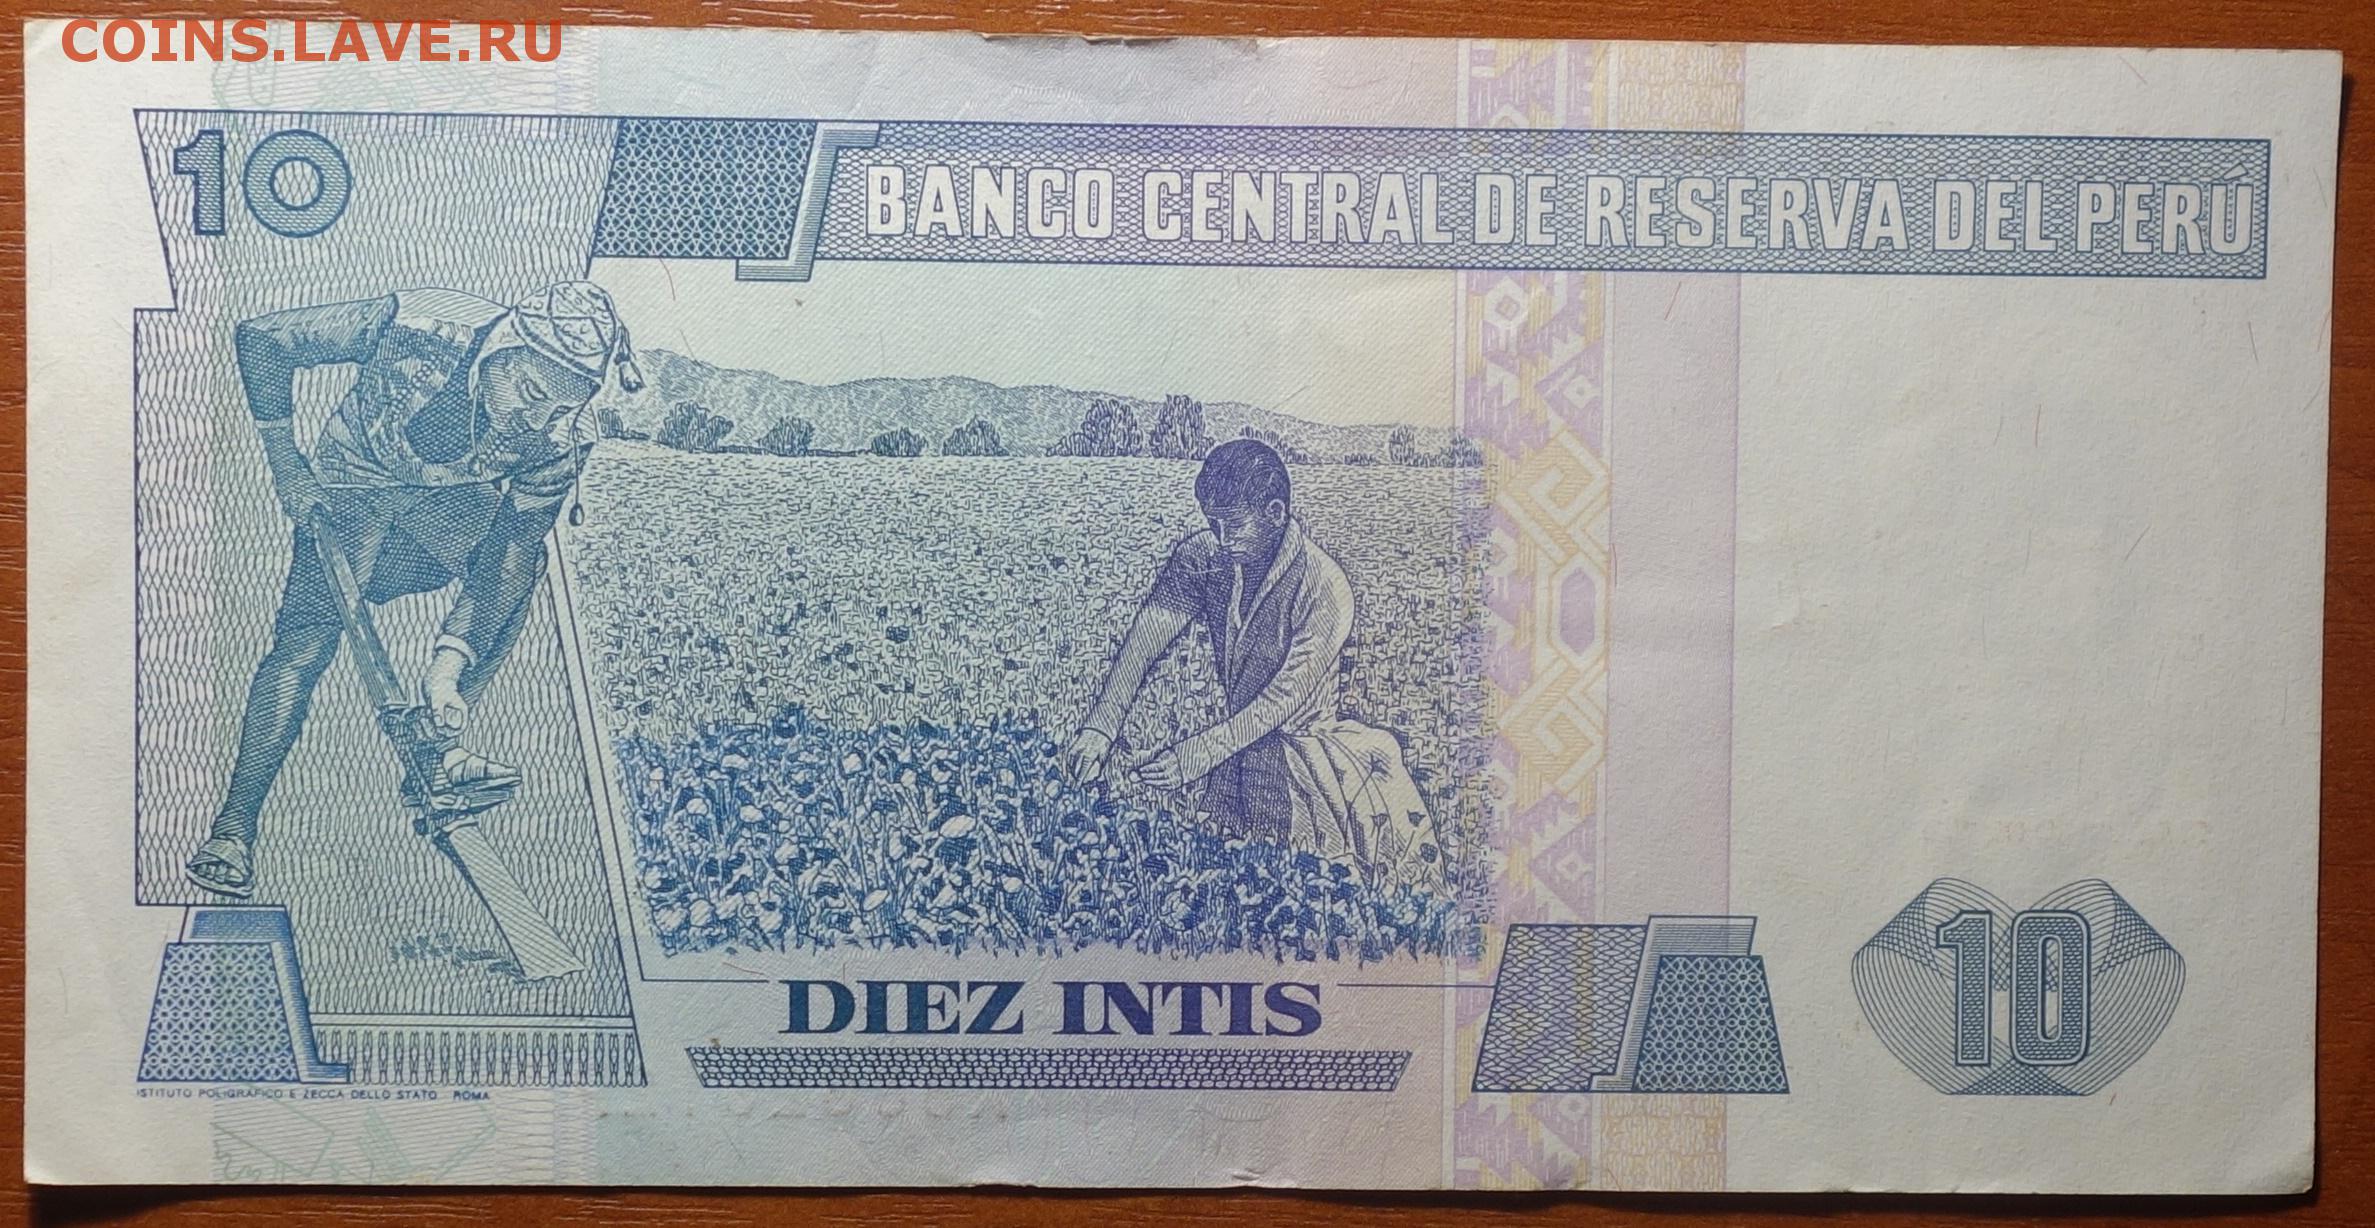 COINS.LAVE.RU
10
BANCO CENTRAL DE RESERVA DEL PERÚ
DIEZ INTIS
10
ISTITUTO POLIGRAFICO E ZECCA DELLO STATO ROMA